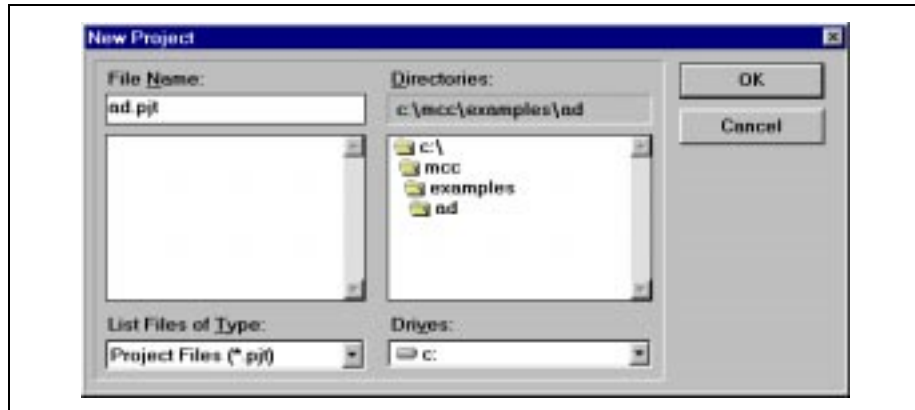 New Project
File Name:
ad.pjt
Directories:
c:\mcc\examples\ad
c:\
mcc
examples
ad
OK
Cancel
List Files of Type:
Project Files (*.pjt)
Drives:
c: